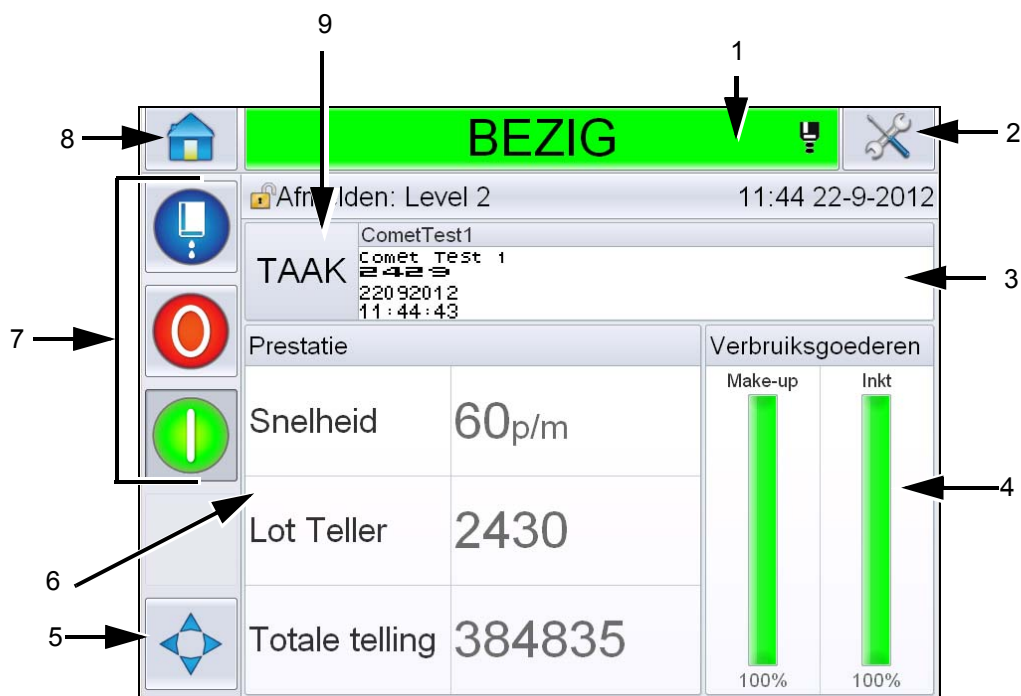 9
1
8
BEZIG
2
Afmelden: Level 2 11:44 22-9-2012
CometTest1
TAAK
Comet Test 1
2429
22092012
11:44:43
3
7
Prestatie
Verbruiksgoederen
Make-up Inkt
Snelheid 60p/m
4
Lot Teller 2430
6
5
Totale telling 384835
100% 100%